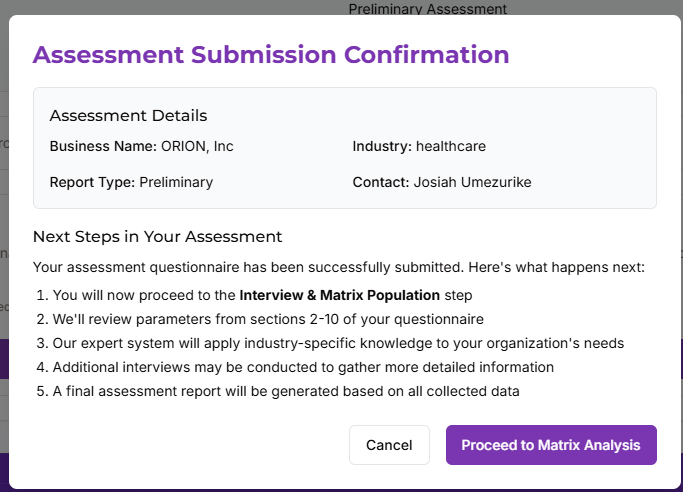 Preliminary Assessment
Assessment Submission Confirmation
Assessment Details
Business Name: ORION, Inc
Industry: healthcare
Report Type: Preliminary
Contact: Josiah Umezurike
Next Steps in Your Assessment
Your assessment questionnaire has been successfully submitted. Here's what happens next:
1. You will now proceed to the Interview & Matrix Population step
2. We'll review parameters from sections 2-10 of your questionnaire
3. Our expert system will apply industry-specific knowledge to your organization's needs
4. Additional interviews may be conducted to gather more detailed information
5. A final assessment report will be generated based on all collected data
Cancel
Proceed to Matrix Analysis